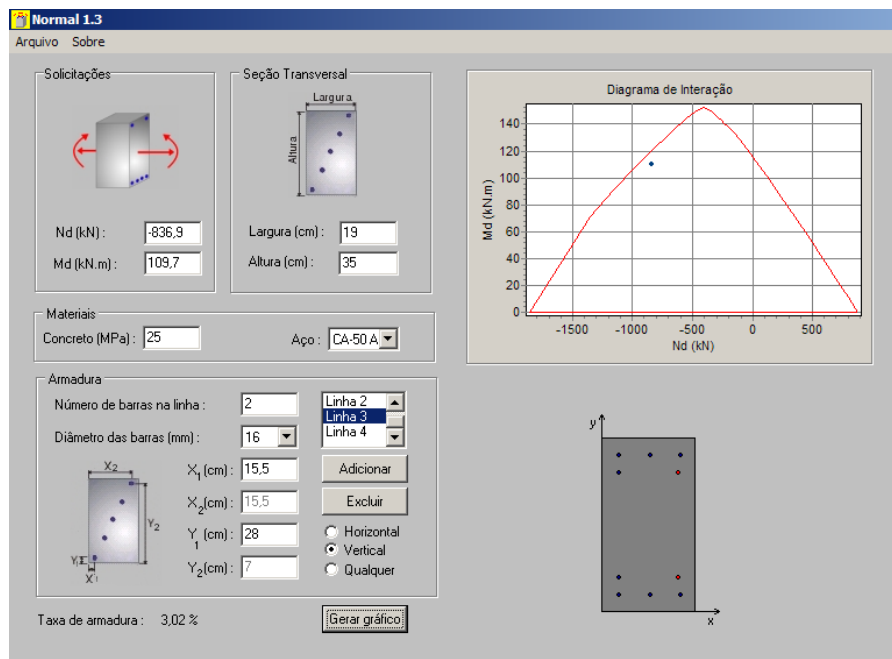 Normal 1.3
Arquivo Sobre
Solicitações
Nd (kN) : -836,9
Md (kN.m) : 109,7
Seção Transversal
Largura
Altura
Largura (cm) : 19
Altura (cm) : 35
Materiais
Concreto (MPa) : 25
Aço : CA-50 A
Armadura
Número de barras na linha : 2
Diâmetro das barras (mm) : 16
Linha 2
Linha 3
Linha 4
X1 (cm) : 15,5
X2(cm) : 15,5
Y1 (cm) : 28
Y2(cm) : 7
Adicionar
Excluir
Horizontal
Vertical
Qualquer
X2
Y2
Y1
X1
Taxa de armadura : 3,02 %
Gerar gráfico
Diagrama de Interação
Md (kN.m)
140
120
100
80
60
40
20
0
-1500 -1000 -500 0 500
Nd (kN)
y
x